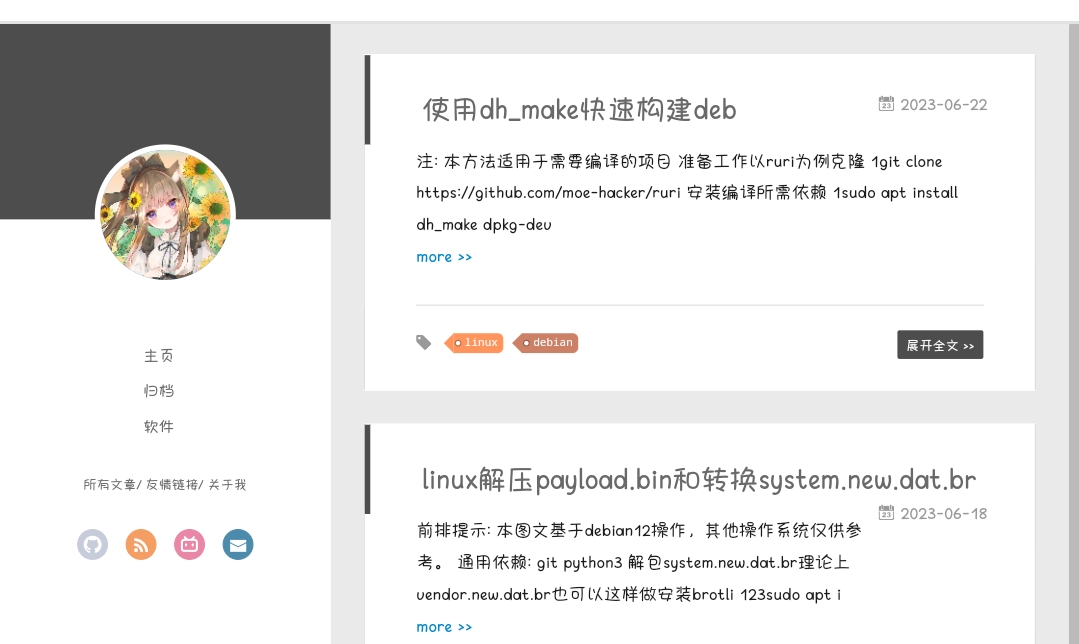 主页
归档
软件
所有文章/ 友情链接/ 关于我
使用dh_make快速构建deb
23 2023-06-22
注: 本方法适用于需要编译的项目 准备工作以ruri为例克隆 1git clone
https://github.com/moe-hacker/ruri 安装编译所需依赖 1sudo apt install
dh_make dpkg-dev
more >>
linux
debian
展开全文 >>
linux解压payload.bin和转换system.new.dat.br
23 2023-06-18
前排提示: 本图文基于debian12操作，其他操作系统仅供参
考。 通用依赖: git python3 解包system.new.dat.br理论上
vendor.new.dat.br也可以这样做安装brotli 123sudo apt i
more >>